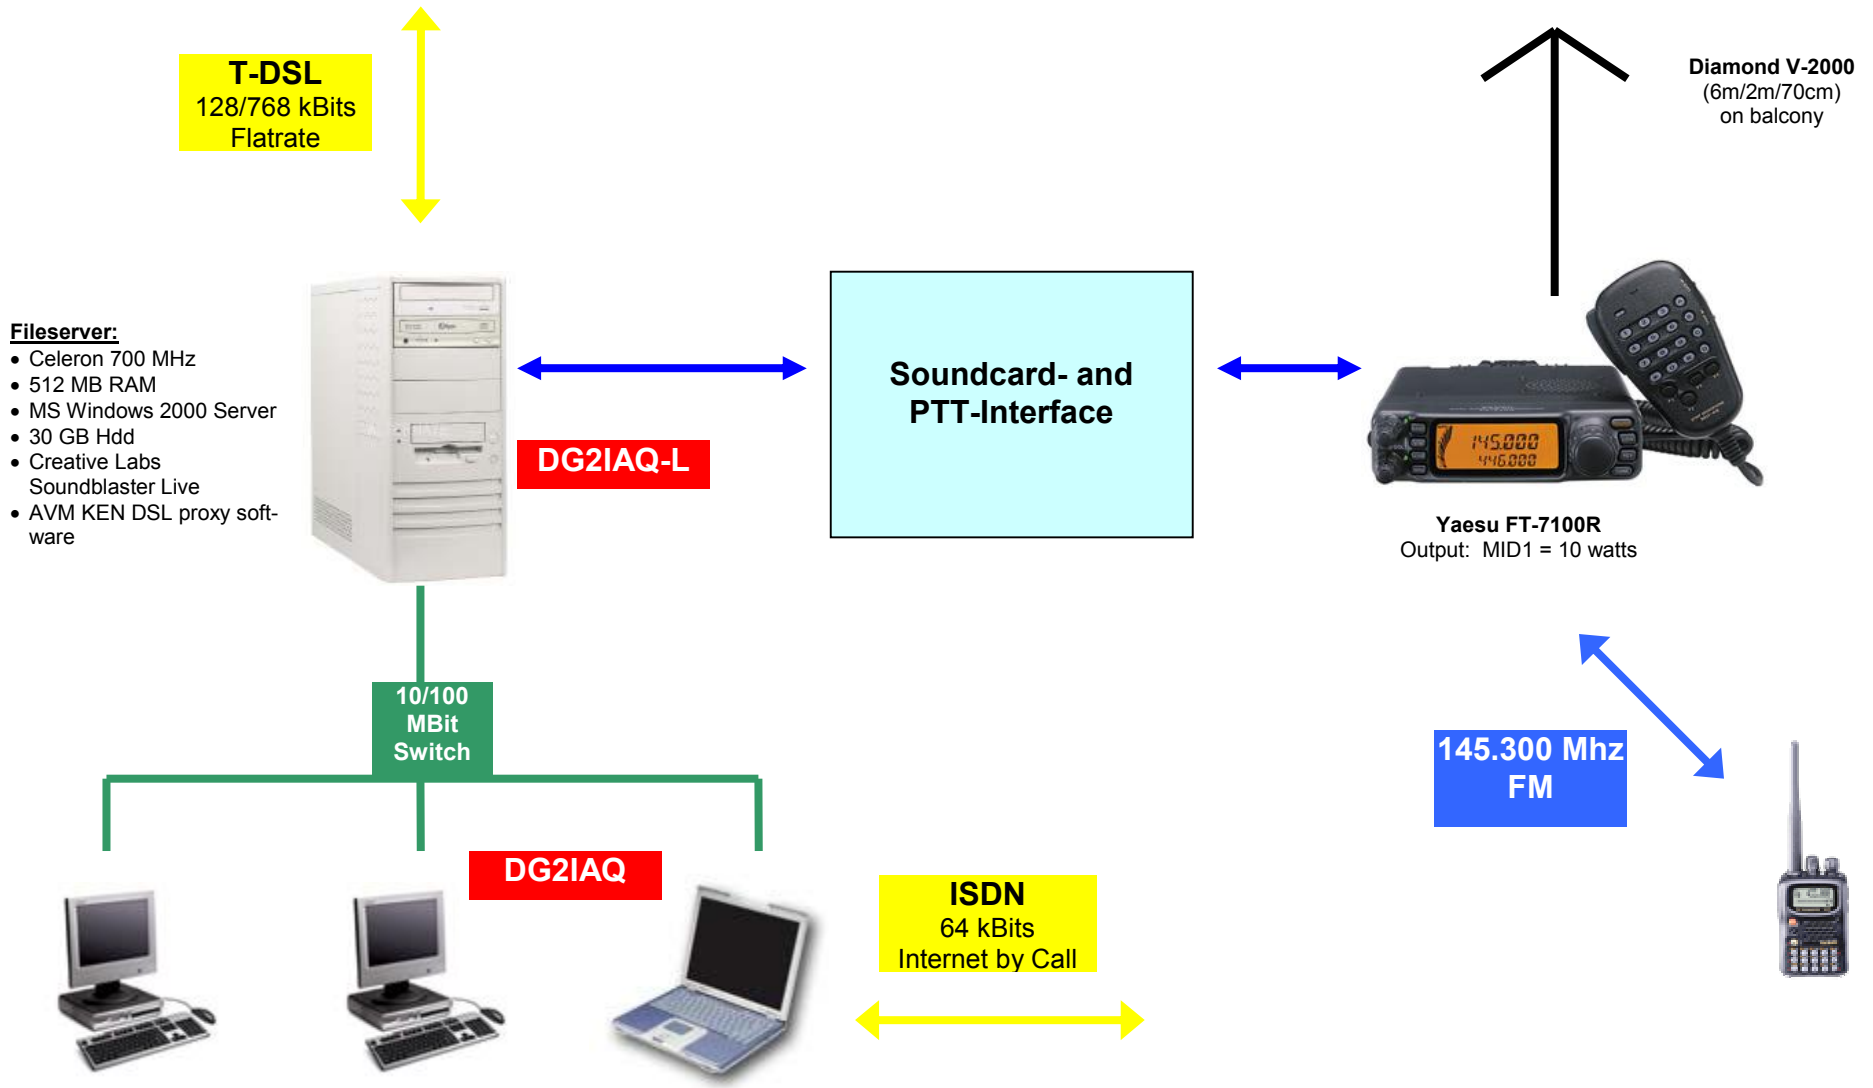 T-DSL
128/768 kBits
Flatrate
Diamond V-2000
(6m/2m/70cm)
on balcony
Fileserver:
• Celeron 700 MHz
• 512 MB RAM
• MS Windows 2000 Server
• 30 GB Hdd
• Creative Labs
Soundblaster Live
• AVM KEN DSL proxy soft-
ware
DG2IAQ-L
Soundcard- and
PTT-Interface
145.000
446.000
Yaesu FT-7100R
Output: MID1 = 10 watts
10/100
MBit
Switch
145.300 Mhz
FM
DG2IAQ
ISDN
64 kBits
Internet by Call